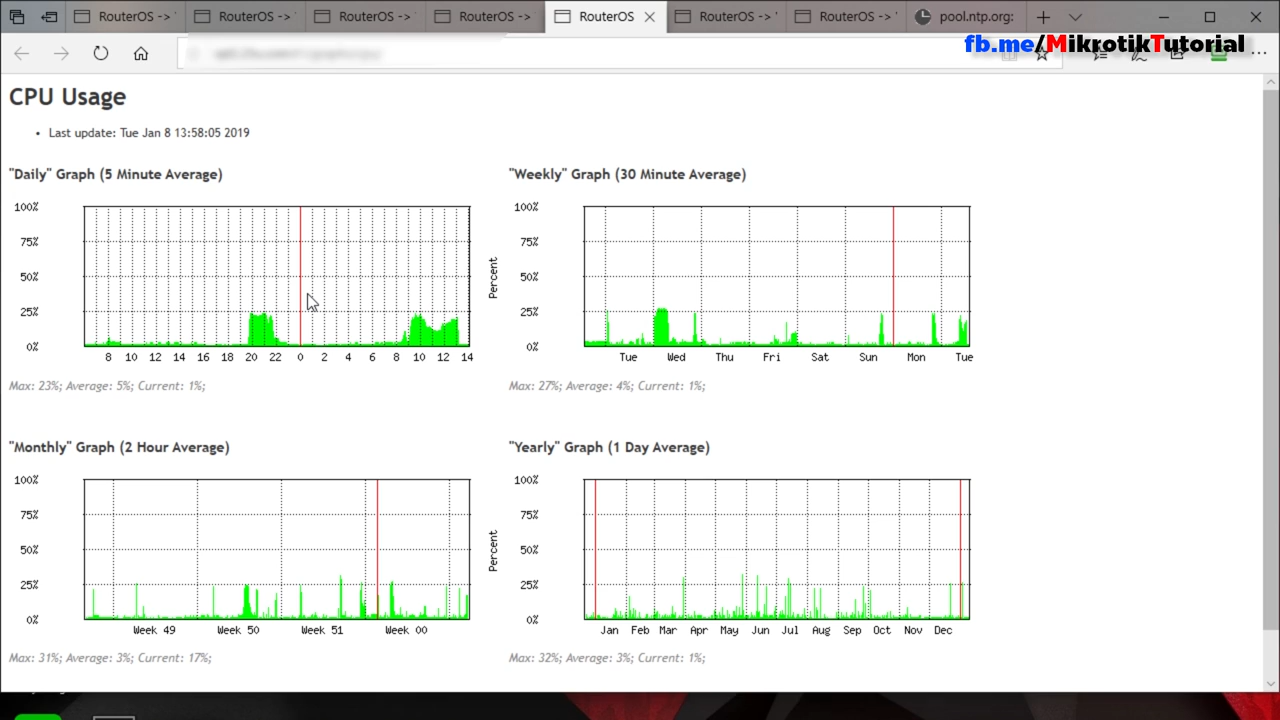 RouterOS -> RouterOS -> RouterOS -> RouterOS -> RouterOS RouterOS -> RouterOS -> pool.ntp.org:
fb.me/MikrotikTutorial
CPU Usage
• Last update: Tue Jan 8 13:58:05 2019
"Daily" Graph (5 Minute Average)
100%
75%
50%
25%
0%
8 10 12 14 16 18 20 22 0 2 4 6 8 10 12 14
Max: 23%; Average: 5%; Current: 1%;
"Weekly" Graph (30 Minute Average)
100%
75%
50%
25%
0%
Percent
Tue Wed Thu Fri Sat Sun Mon Tue
Max: 27%; Average: 4%; Current: 1%;
"Monthly" Graph (2 Hour Average)
100%
75%
50%
25%
0%
Week 49 Week 50 Week 51 Week 00
Max: 31%; Average: 3%; Current: 17%;
"Yearly" Graph (1 Day Average)
100%
75%
50%
25%
0%
Percent
Jan Feb Mar Apr May Jun Jul Aug Sep Oct Nov Dec
Max: 32%; Average: 3%; Current: 1%;